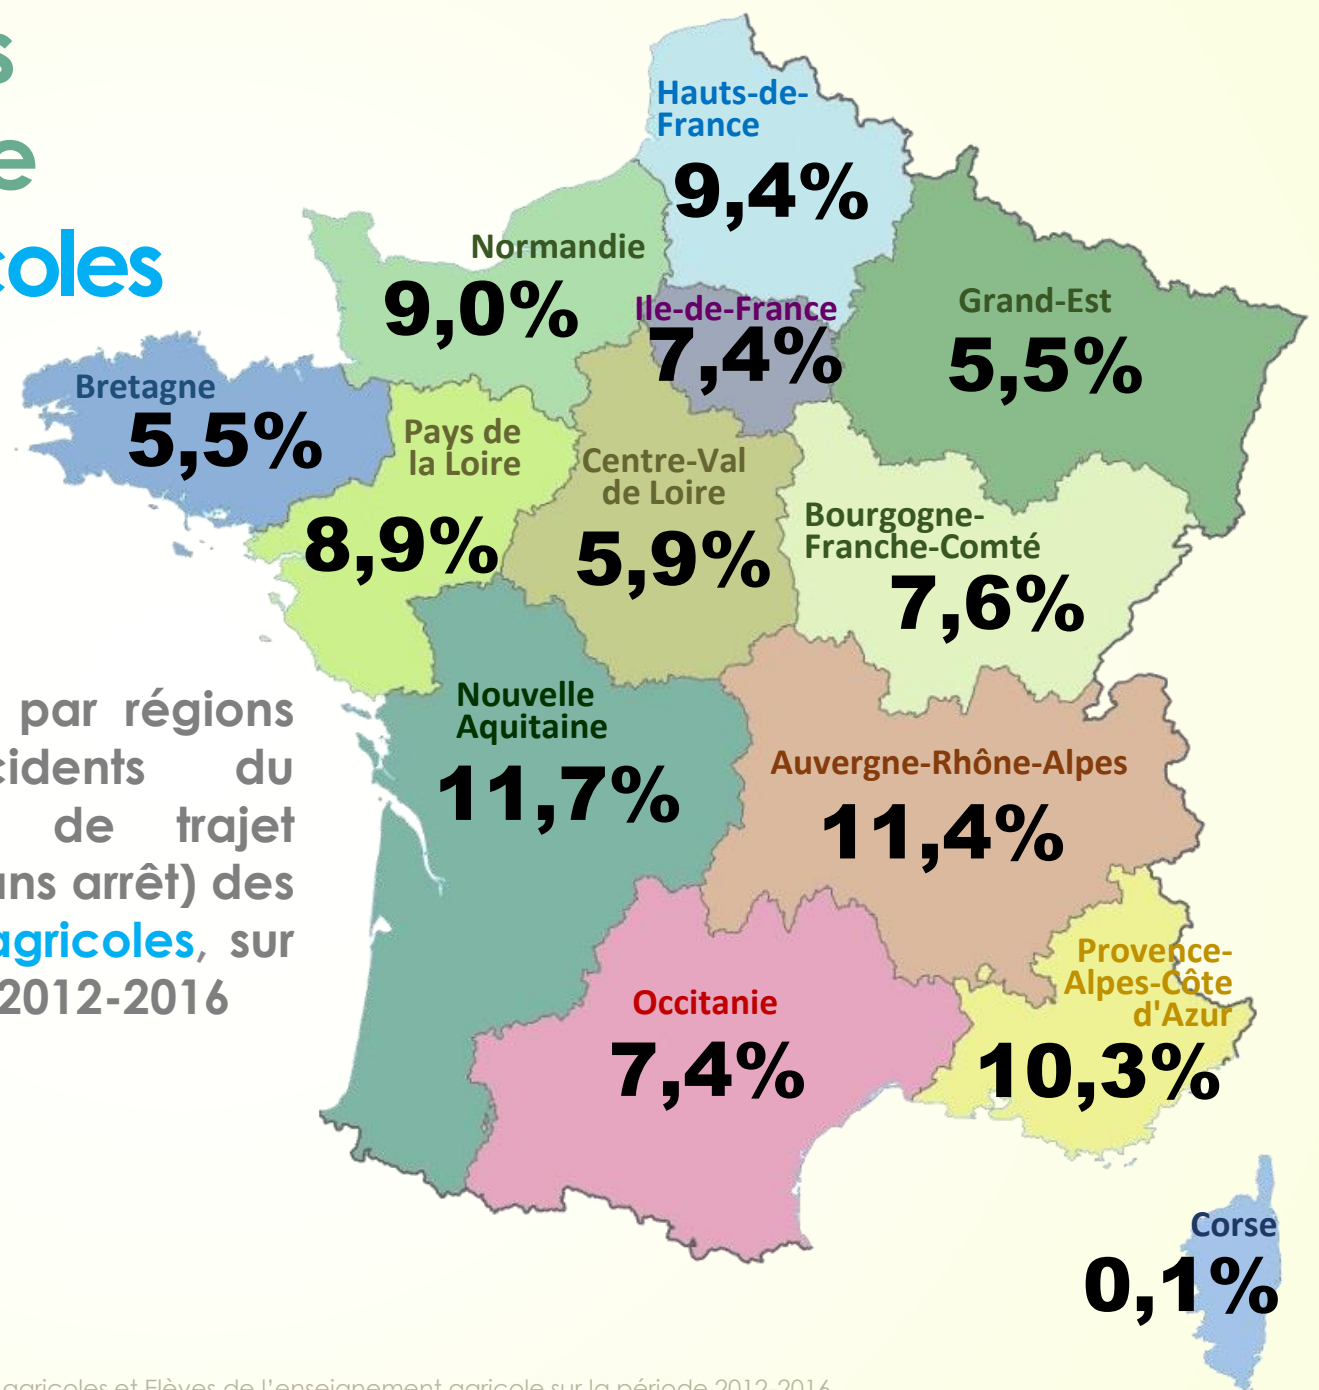 s
e
coles
Hauts-de-
France
9,4%
Normandie
9,0%
Ile-de-France
7,4%
Grand-Est
5,5%
Bretagne
5,5%
Pays de
la Loire
8,9%
Centre-Val
de Loire
5,9%
Bourgogne-
Franche-Comté
7,6%
par régions
cidents du
de trajet
ans arrêt) des
agricoles, sur
2012-2016
Nouvelle
Aquitaine
11,7%
Auvergne-Rhône-Alpes
11,4%
Provence-
Alpes-Côte
d'Azur
10,3%
Occitanie
7,4%
Corse
0,1%
agricoles et Elèves de l'enseignement agricole sur la période 2012-2016